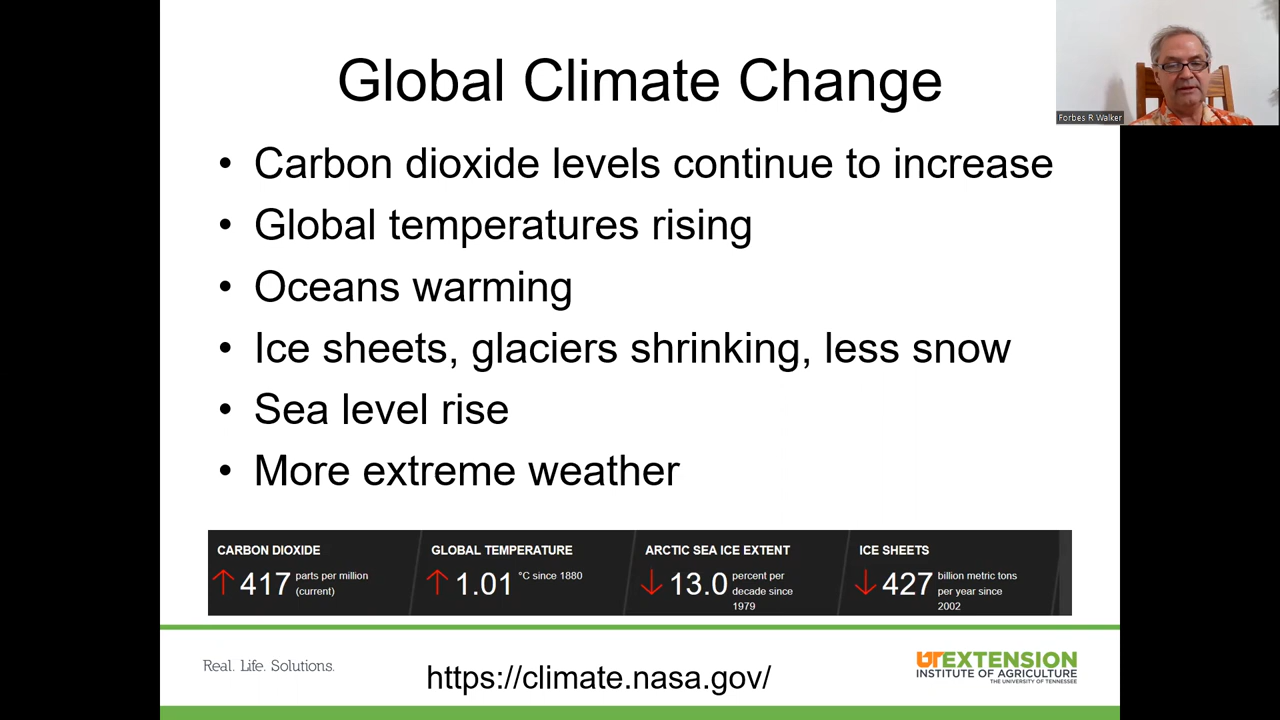 Global Climate Change
Forbes R Walker
• Carbon dioxide levels continue to increase
• Global temperatures rising
• Oceans warming
• Ice sheets, glaciers shrinking, less snow
• Sea level rise
• More extreme weather
CARBON DIOXIDE
↑ 417 parts per million
(current)
GLOBAL TEMPERATURE
↑ 1.01 °C since 1880
ARCTIC SEA ICE EXTENT
↓ 13.0 percent per
decade since
1979
ICE SHEETS
↓ 427 billion metric tons
per year since
2002
Real. Life. Solutions.
https://climate.nasa.gov/
UT EXTENSION
INSTITUTE OF AGRICULTURE
THE UNIVERSITY OF TENNESSEE